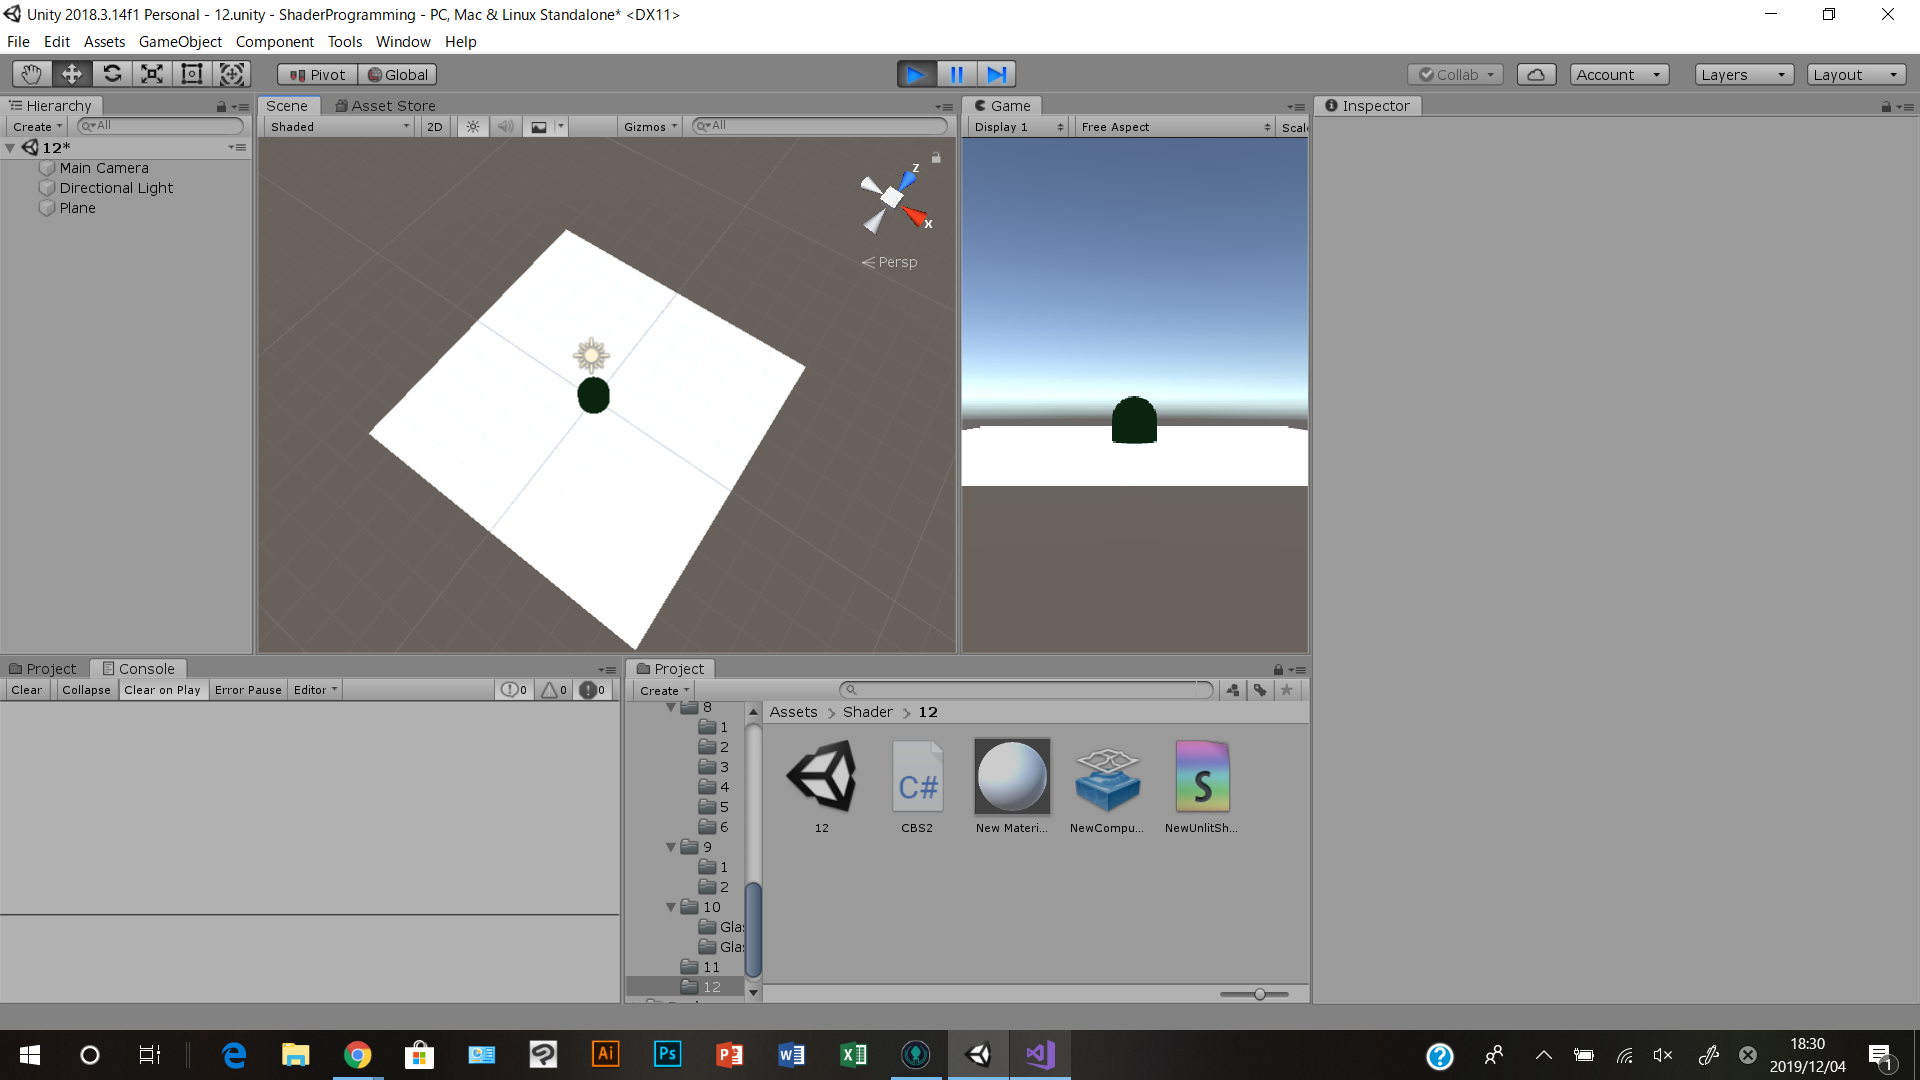 Unity 2018.3.14f1 Personal - 12.unity - ShaderProgramming - PC, Mac & Linux Standalone* <DX11>
File Edit Assets GameObject Component Tools Window Help
Pivot Global Collab Account Layers Layout
Hierarchy Scene Asset Store Game Inspector
Create All Shaded 2D Gizmos All Display 1 Free Aspect Scale
12*
Main Camera
Directional Light
Plane
z
x
Persp
Project Console Project
Clear Collapse Clear on Play Error Pause Editor 0 0 0 Create
8 Assets Shader 12
1
2
3
4
5
6
12 CBS2 New Materi... NewCompu... NewUnlitSh...
C#
S
9
1
2
10
Gla
Gla
11
12
Ai Ps
18:30
2019/12/04
1